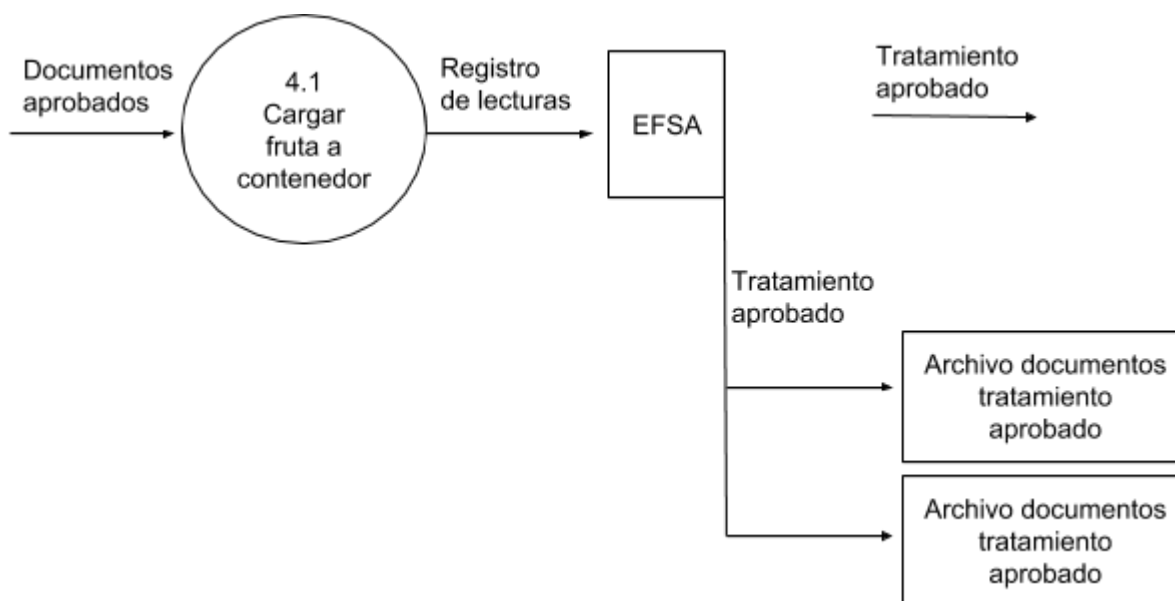 Documentos
aprobados
4.1
Cargar
fruta a
contenedor
Registro
de lecturas
EFSA
Tratamiento
aprobado
Tratamiento
aprobado
Archivo documentos
tratamiento
aprobado
Archivo documentos
tratamiento
aprobado